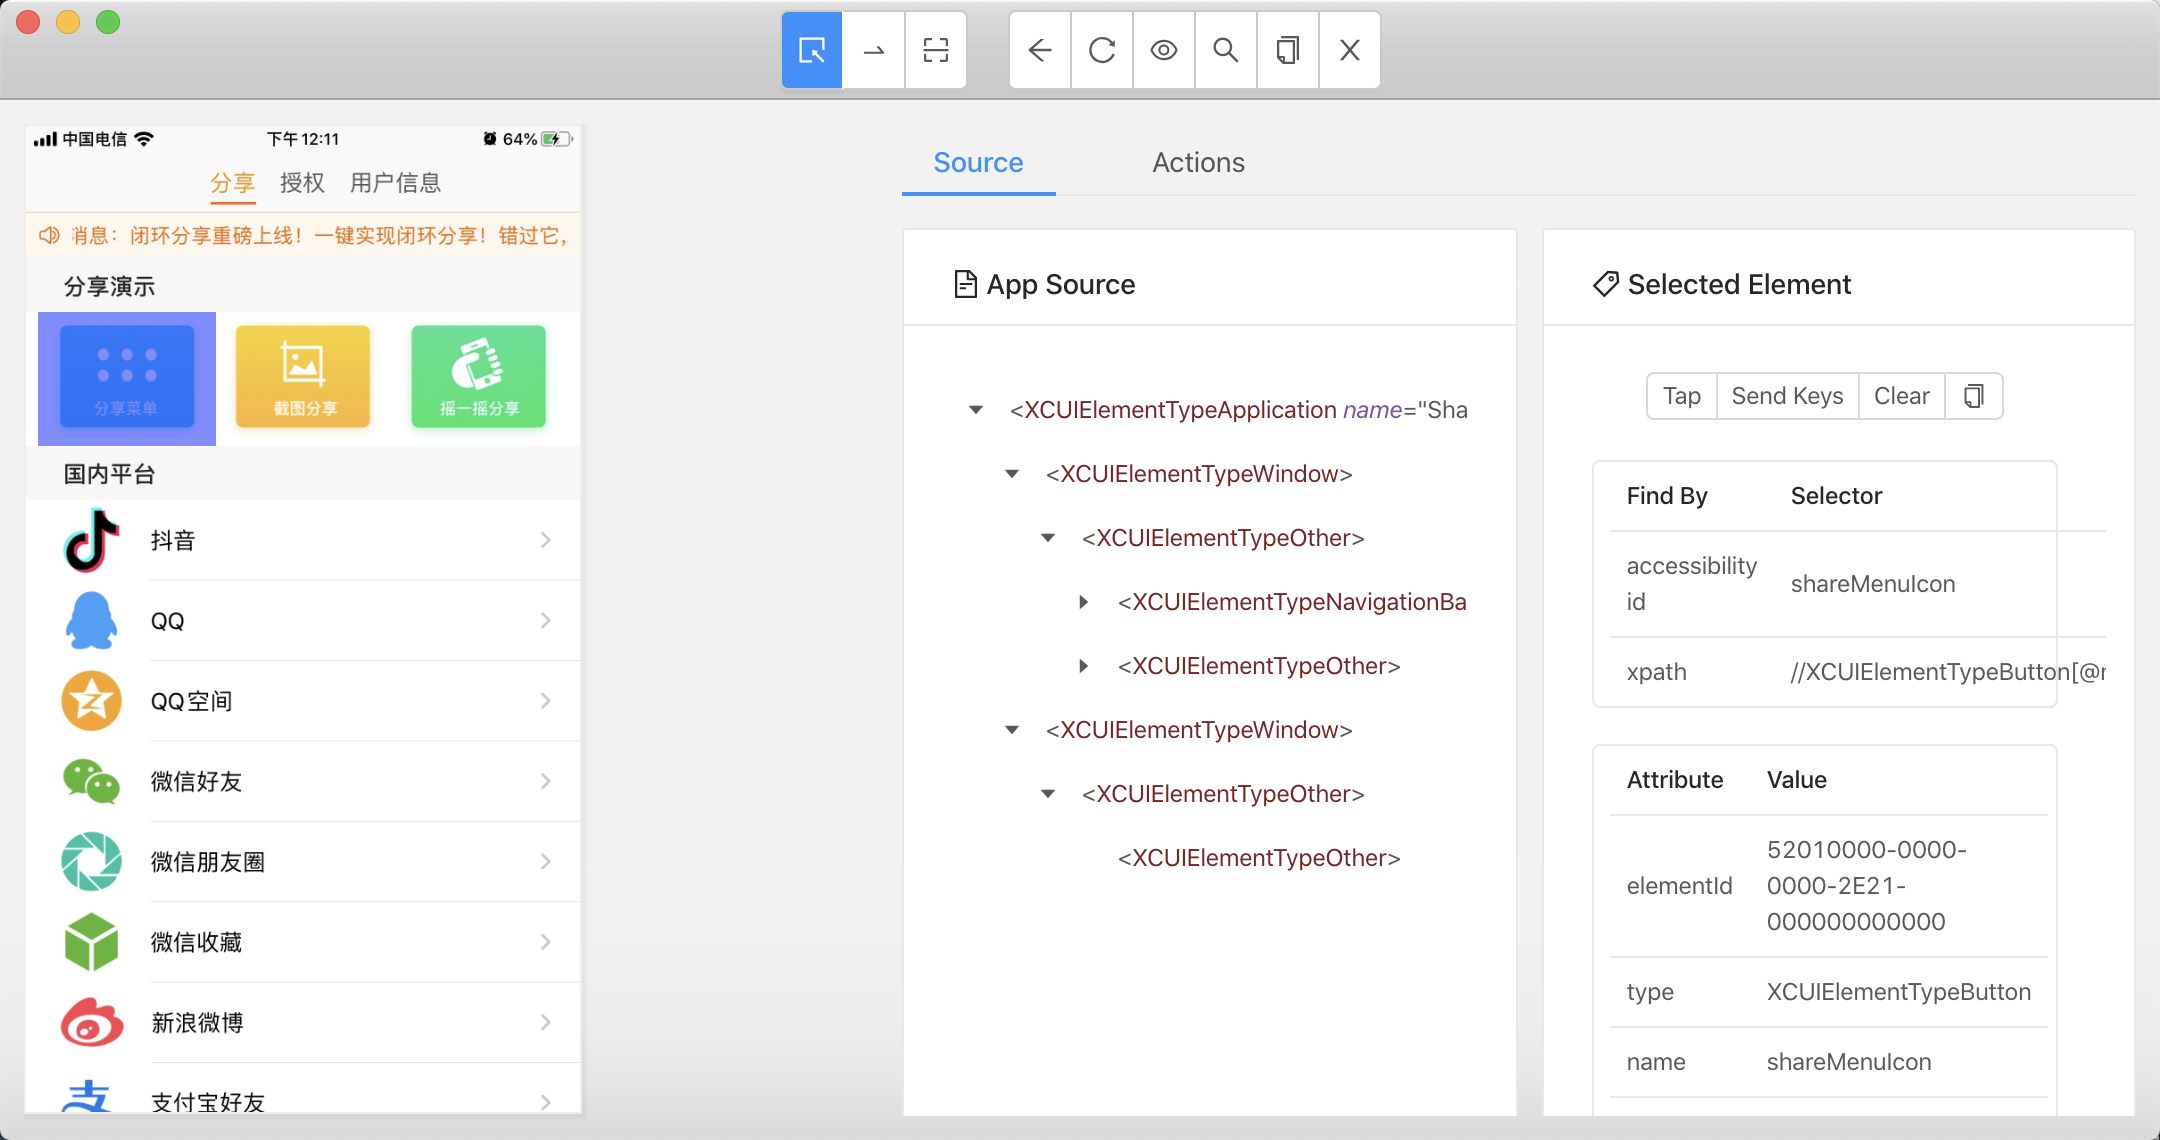 Source
Actions
中国电信
下午 12:11
64%
分享
授权
用户信息
消息：闭环分享重磅上线！一键实现闭环分享！错过它，
分享演示
分享菜单
截图分享
摇一摇分享
国内平台
抖音
QQ
QQ空间
微信好友
微信朋友圈
微信收藏
新浪微博
支付宝好友
App Source
<XCUIElementTypeApplication name="Sha
<XCUIElementTypeWindow>
<XCUIElementTypeOther>
<XCUIElementTypeNavigationBa
<XCUIElementTypeOther>
<XCUIElementTypeWindow>
<XCUIElementTypeOther>
<XCUIElementTypeOther>
Selected Element
Tap
Send Keys
Clear
Find By
Selector
accessibility
id
shareMenuIcon
xpath
//XCUIElementTypeButton[@
Attribute
Value
elementId
52010000-0000-
0000-2E21-
000000000000
type
XCUIElementTypeButton
name
shareMenuIcon